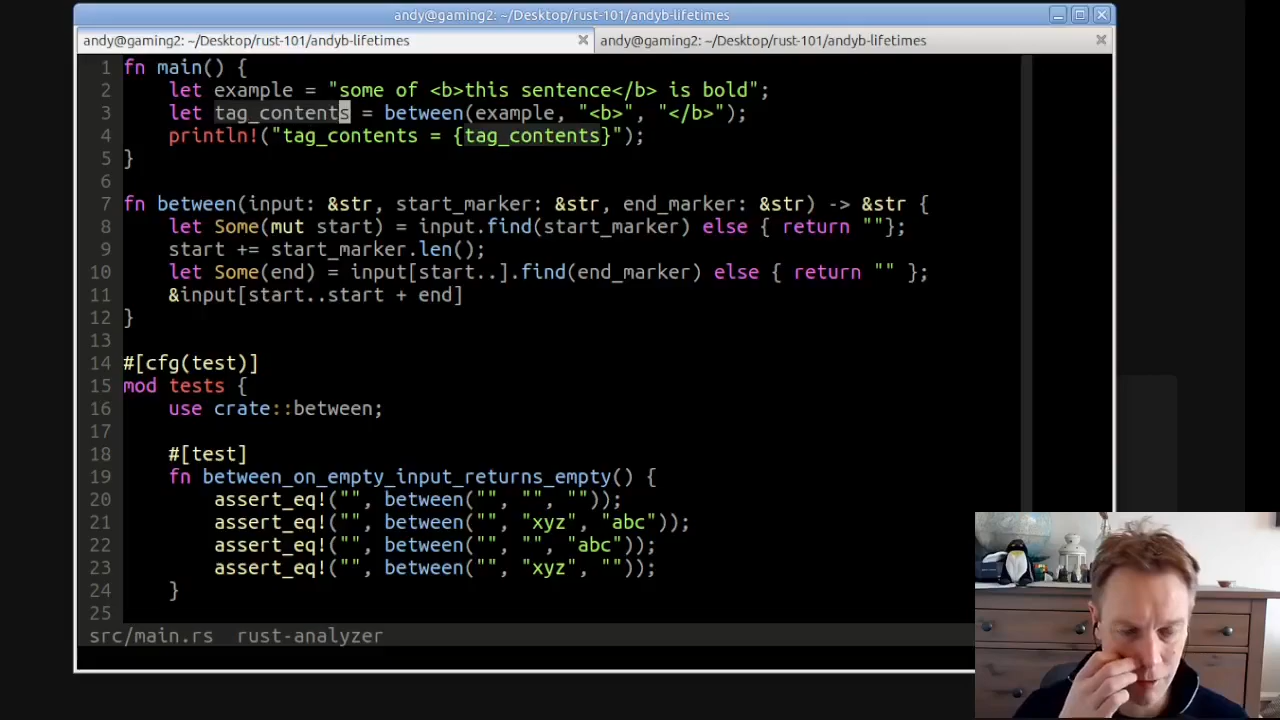 andy@gaming2: ~/Desktop/rust-101/andyb-lifetimes
andy@gaming2: ~/Desktop/rust-101/andyb-lifetimes
andy@gaming2: ~/Desktop/rust-101/andyb-lifetimes
1 fn main() {
2     let example = "some of <b>this sentence</b> is bold";
3     let tag_contents = between(example, "<b>", "</b>");
4     println!("tag_contents = {tag_contents}");
5 }
6
7 fn between(input: &str, start_marker: &str, end_marker: &str) -> &str {
8     let Some(mut start) = input.find(start_marker) else { return ""};
9     start += start_marker.len();
10     let Some(end) = input[start..].find(end_marker) else { return "" };
11     &input[start..start + end]
12 }
13
14 #[cfg(test)]
15 mod tests {
16     use crate::between;
17
18     #[test]
19     fn between_on_empty_input_returns_empty() {
20         assert_eq!("", between("", "", ""));
21         assert_eq!("", between("", "xyz", "abc"));
22         assert_eq!("", between("", "", "abc"));
23         assert_eq!("", between("", "xyz", ""));
24     }
25
src/main.rs rust-analyzer